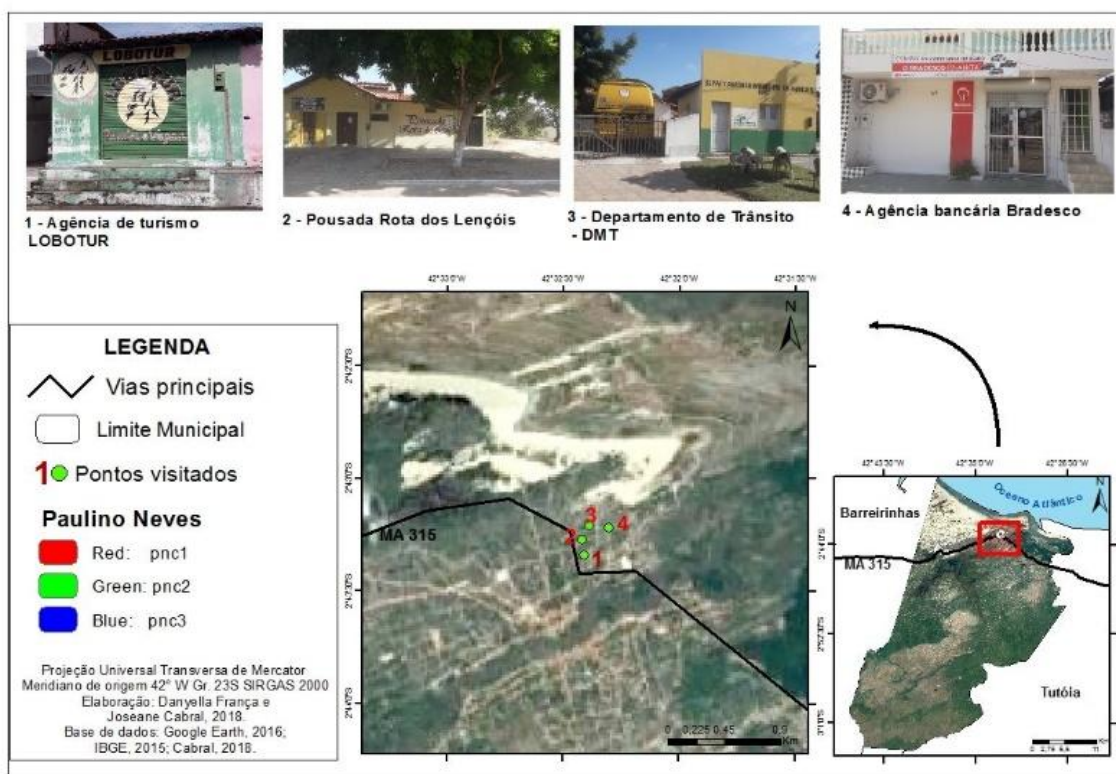 LOBOTUR
Pousada
1 - Agência de turismo
LOBOTUR
2 - Pousada Rota dos Lençóis
3 - Departamento de Trânsito
- DMT
4 - Agência bancária Bradesco
LEGENDA
Vias principais
Limite Municipal
1 Pontos visitados
Paulino Neves
Red: pnc1
Green: pnc2
Blue: pnc3
Projeção Universal Transversa de Mercator
Meridiano de origem 42° W Gr. 23S SIRGAS 2000
Elaboração: Danyella França e
Joseane Cabral, 2018.
Base de dados: Google Earth, 2016;
IBGE, 2015; Cabral, 2018.
42°33'0"W 42°32'30"W 42°32'0"W 42°31'30"W
N
MA 315
3
4
2
1
0 0,225 0,45 0,9
Km
N
Oceano Atlântico
Barreirinhas
MA 315
Tutóia